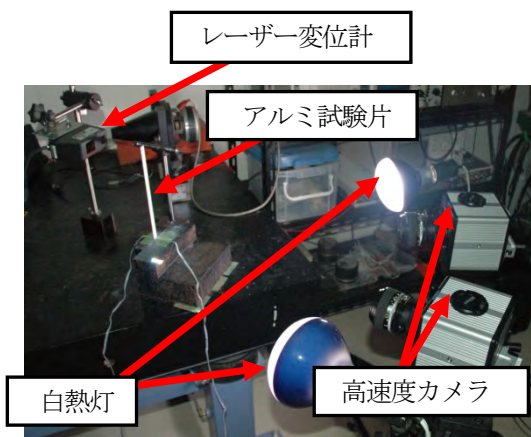 レーザー変位計
アルミ試験片
白熱灯
高速度カメラ